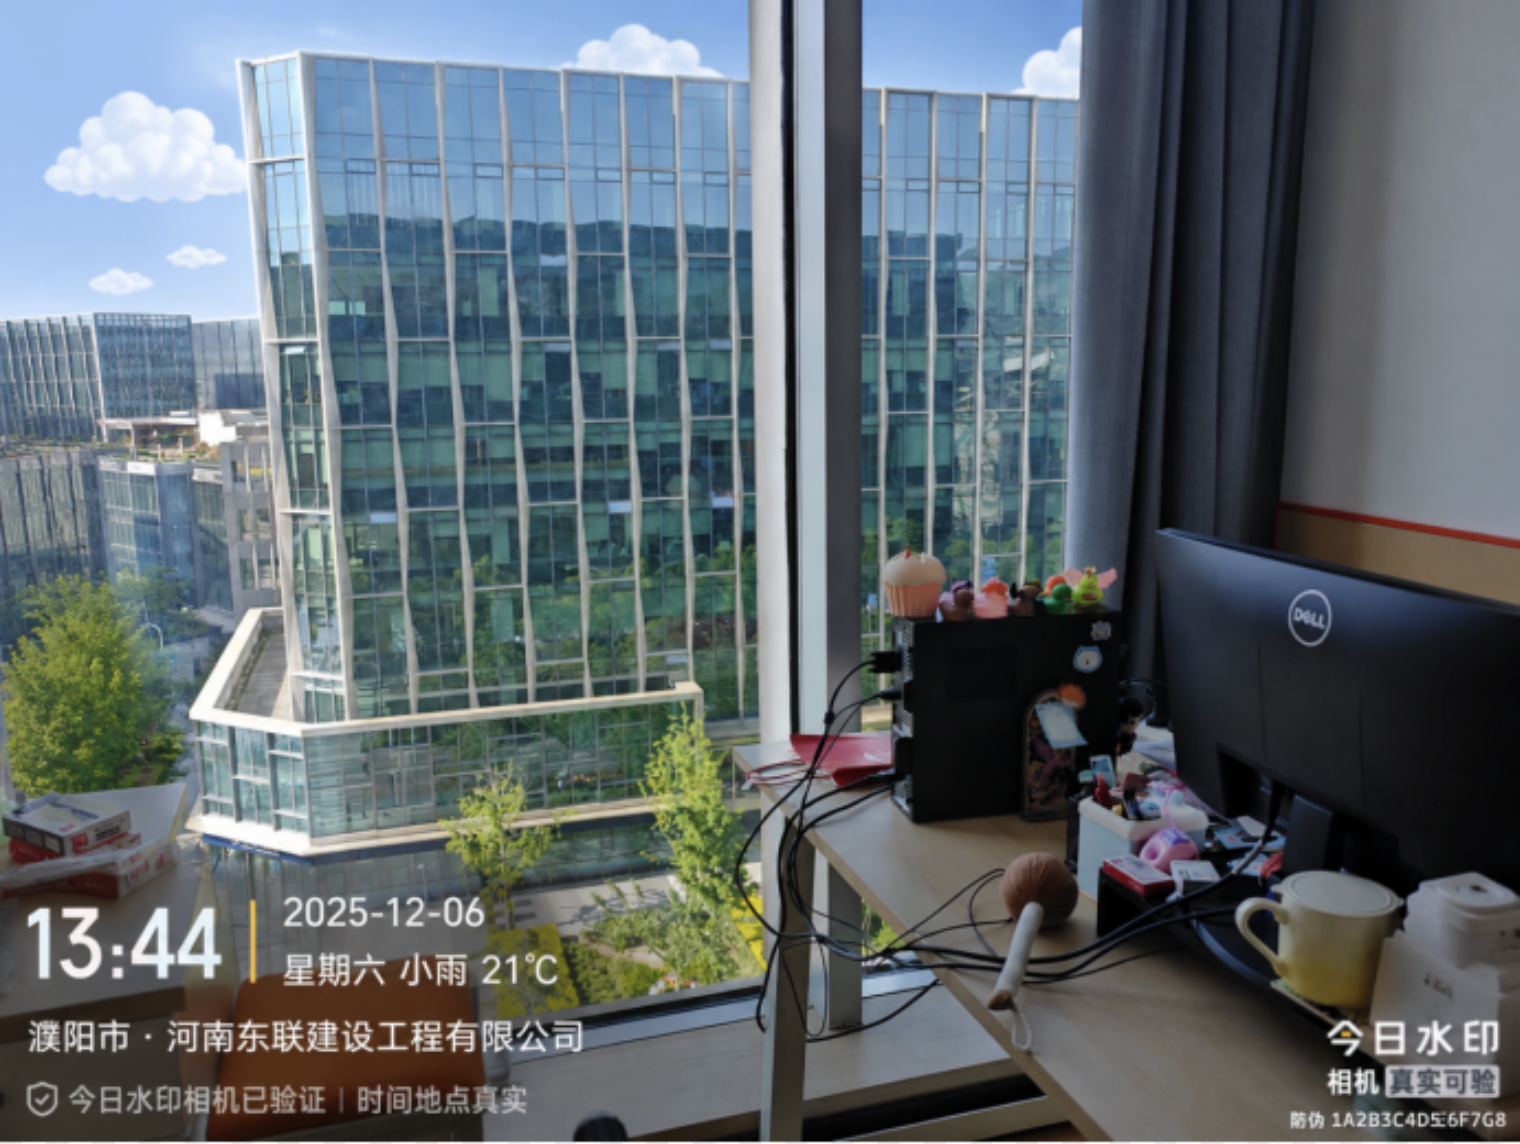 DELL
13:44
2025-12-06
星期六 小雨 21℃
濮阳市·河南东联建设工程有限公司
今日水印相机已验证 | 时间地点真实
今日水印
相机 真实可验
防伪 1A2B3C4D5E6F7G8